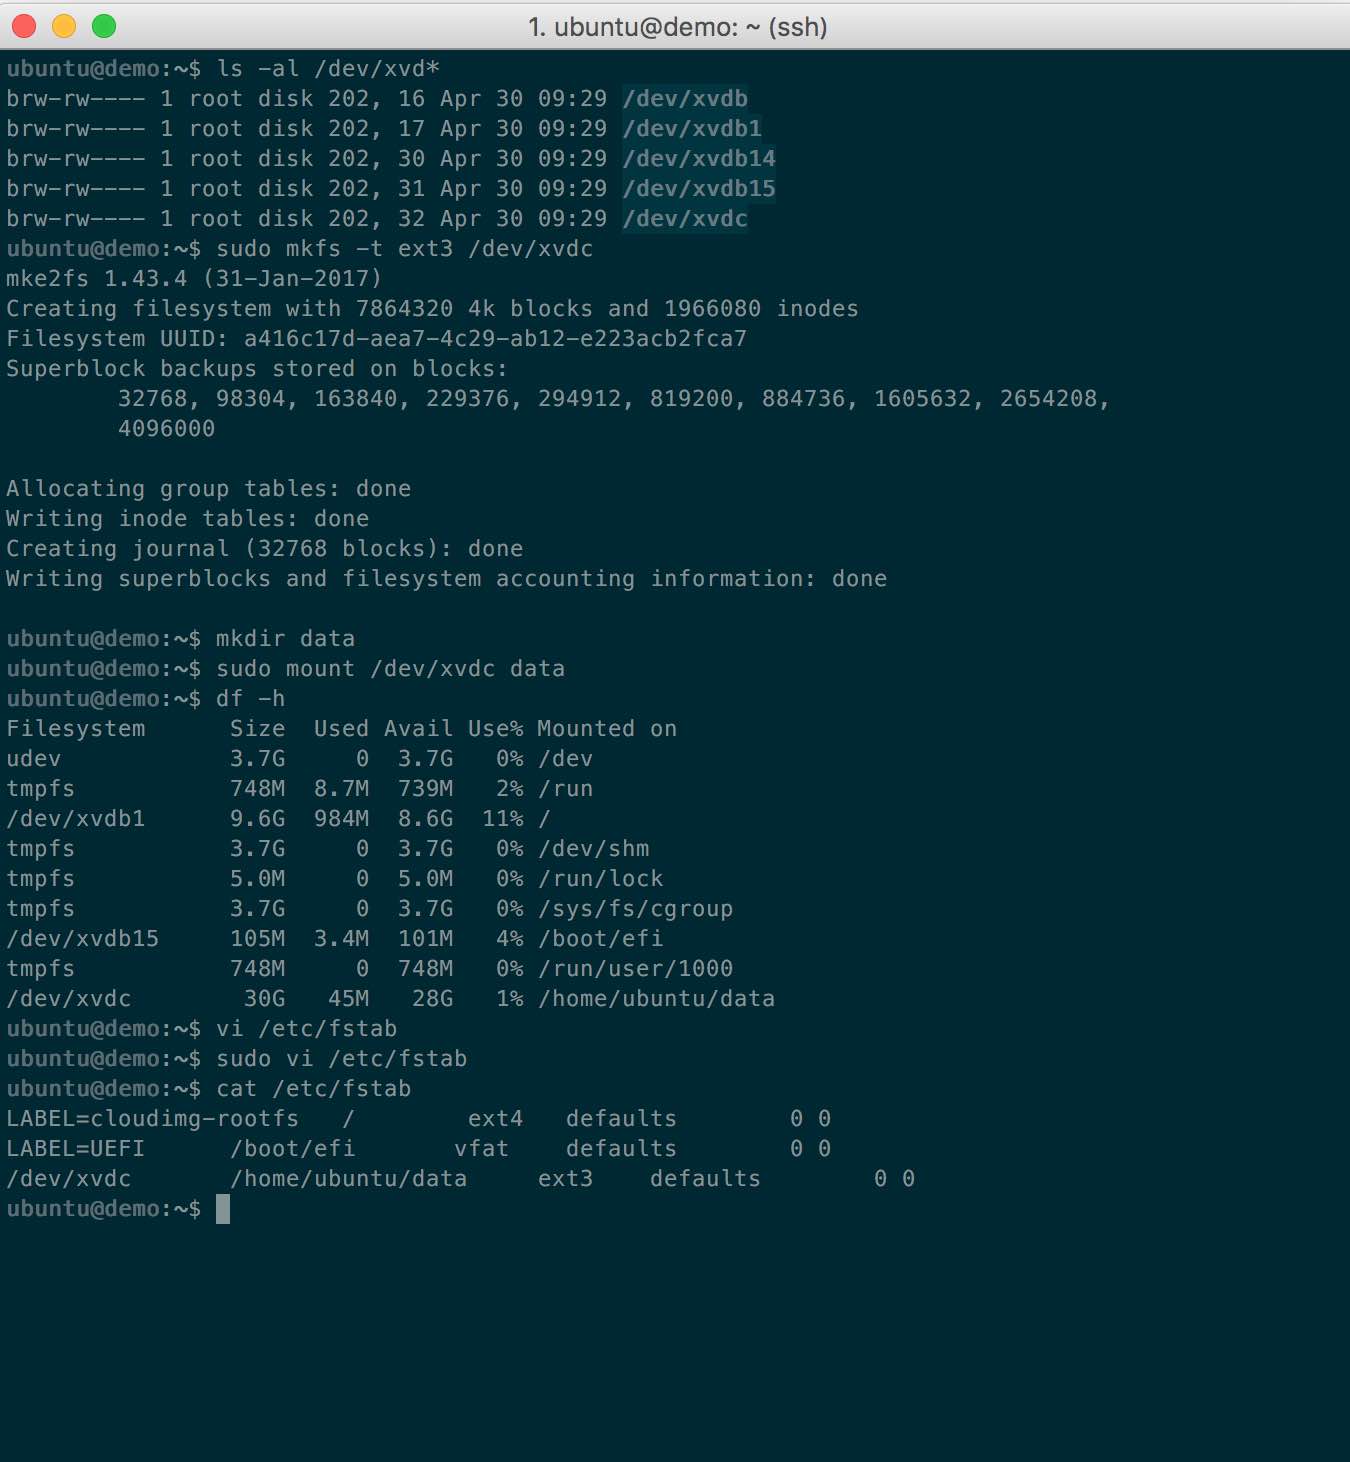 1. ubuntu@demo: ~ (ssh)
ubuntu@demo:~$ ls -al /dev/xvd*
brw-rw---- 1 root disk 202, 16 Apr 30 09:29 /dev/xvdb
brw-rw---- 1 root disk 202, 17 Apr 30 09:29 /dev/xvdb1
brw-rw---- 1 root disk 202, 30 Apr 30 09:29 /dev/xvdb14
brw-rw---- 1 root disk 202, 31 Apr 30 09:29 /dev/xvdb15
brw-rw---- 1 root disk 202, 32 Apr 30 09:29 /dev/xvdc
ubuntu@demo:~$ sudo mkfs -t ext3 /dev/xvdc
mke2fs 1.43.4 (31-Jan-2017)
Creating filesystem with 7864320 4k blocks and 1966080 inodes
Filesystem UUID: a416c17d-aea7-4c29-ab12-e223acb2fca7
Superblock backups stored on blocks:
        32768, 98304, 163840, 229376, 294912, 819200, 884736, 1605632, 2654208,
        4096000

Allocating group tables: done
Writing inode tables: done
Creating journal (32768 blocks): done
Writing superblocks and filesystem accounting information: done

ubuntu@demo:~$ mkdir data
ubuntu@demo:~$ sudo mount /dev/xvdc data
ubuntu@demo:~$ df -h
Filesystem      Size  Used Avail Use% Mounted on
udev            3.7G     0  3.7G   0% /dev
tmpfs           748M  8.7M  739M   2% /run
/dev/xvdb1      9.6G  984M  8.6G  11% /
tmpfs           3.7G     0  3.7G   0% /dev/shm
tmpfs           5.0M     0  5.0M   0% /run/lock
tmpfs           3.7G     0  3.7G   0% /sys/fs/cgroup
/dev/xvdb15     105M  3.4M  101M   4% /boot/efi
tmpfs           748M     0  748M   0% /run/user/1000
/dev/xvdc        30G   45M   28G   1% /home/ubuntu/data
ubuntu@demo:~$ vi /etc/fstab
ubuntu@demo:~$ sudo vi /etc/fstab
ubuntu@demo:~$ cat /etc/fstab
LABEL=cloudimg-rootfs   /        ext4   defaults        0 0
LABEL=UEFI      /boot/efi       vfat    defaults        0 0
/dev/xvdc       /home/ubuntu/data     ext3    defaults        0 0
ubuntu@demo:~$